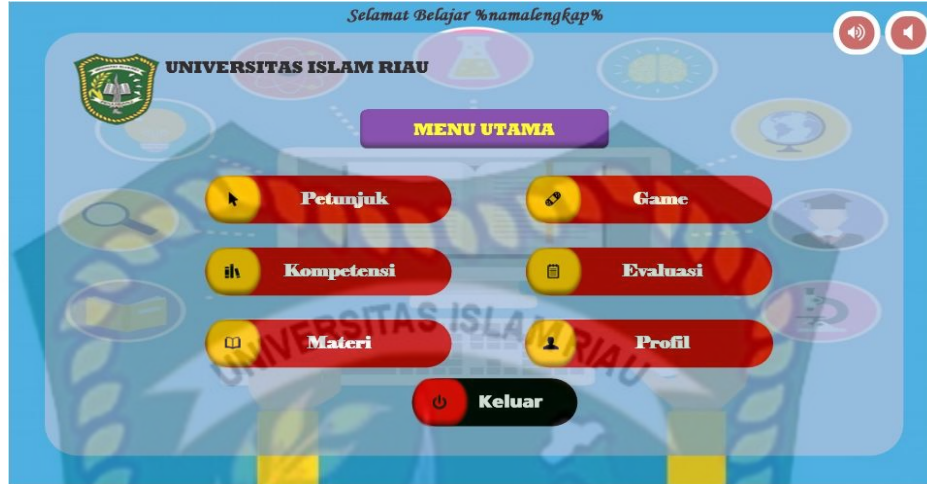 Selamat Belajar %namalengkap%
UNIVERSITAS ISLAM RIAU
MENU UTAMA
Petunjuk
Game
Kompetensi
Evaluasi
Materi
Profil
UNIVERSITAS ISLAM RIAU
Keluar